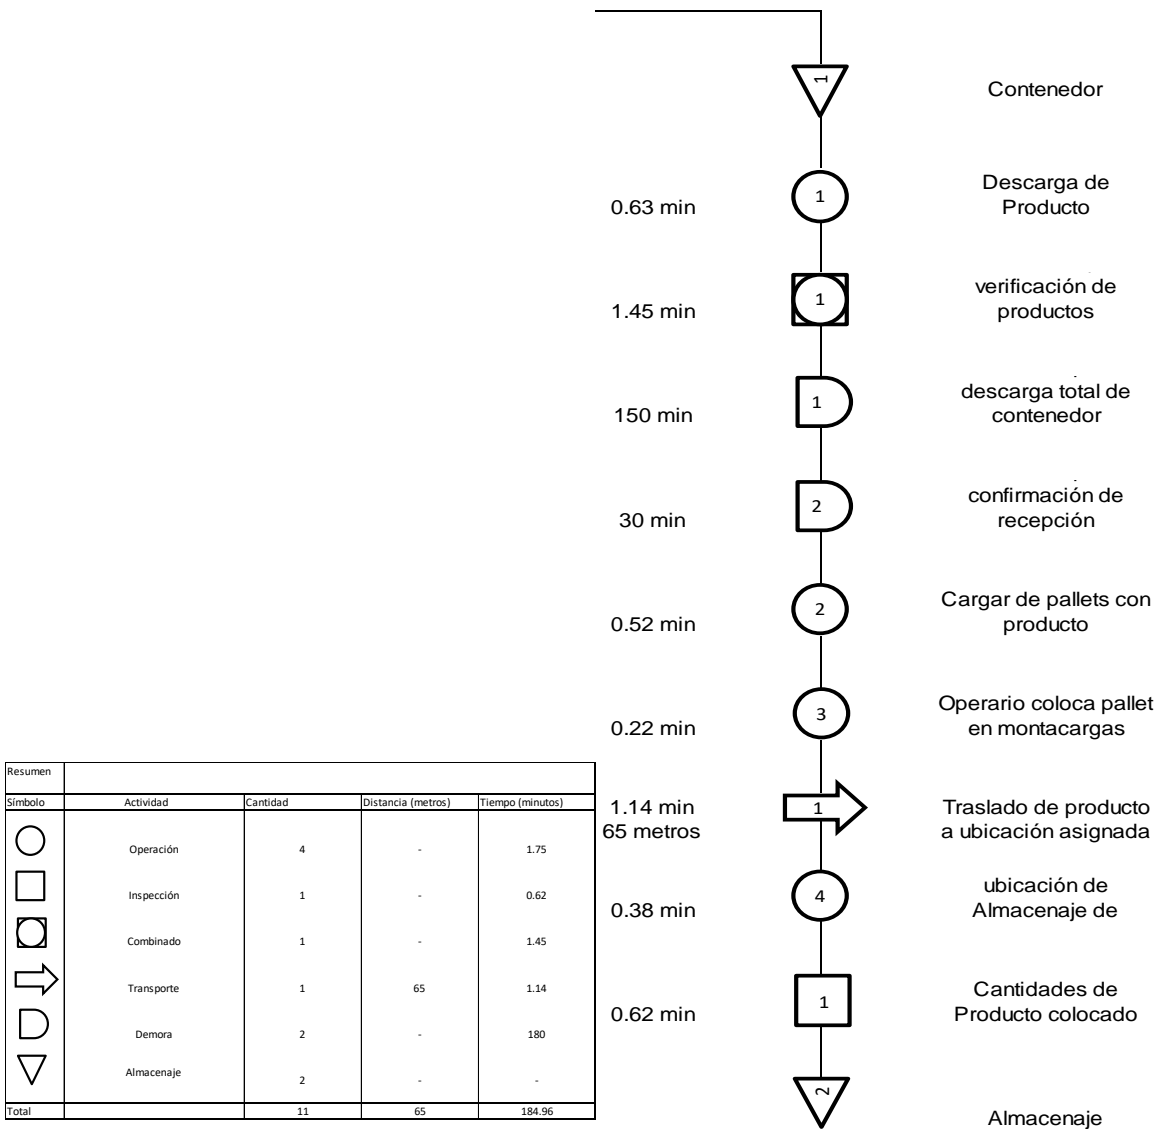 1
Contenedor
0.63 min
1
Descarga de
Producto
1.45 min
1
verificación de
productos
150 min
1
descarga total de
contenedor
30 min
2
confirmación de
recepción
0.52 min
2
Cargar de pallets con
producto
0.22 min
3
Operario coloca pallet
en montacargas
1.14 min
65 metros
1
Traslado de producto
a ubicación asignada
0.38 min
4
ubicación de
Almacenaje de
0.62 min
1
Cantidades de
Producto colocado
2
Almacenaje
Resumen
Símbolo Actividad Cantidad Distancia (metros) Tiempo (minutos)
Operación 4 - 1.75
Inspección 1 - 0.62
Combinado 1 - 1.45
Transporte 1 65 1.14
Demora 2 - 180
Almacenaje 2 - -
Total 11 65 184.96